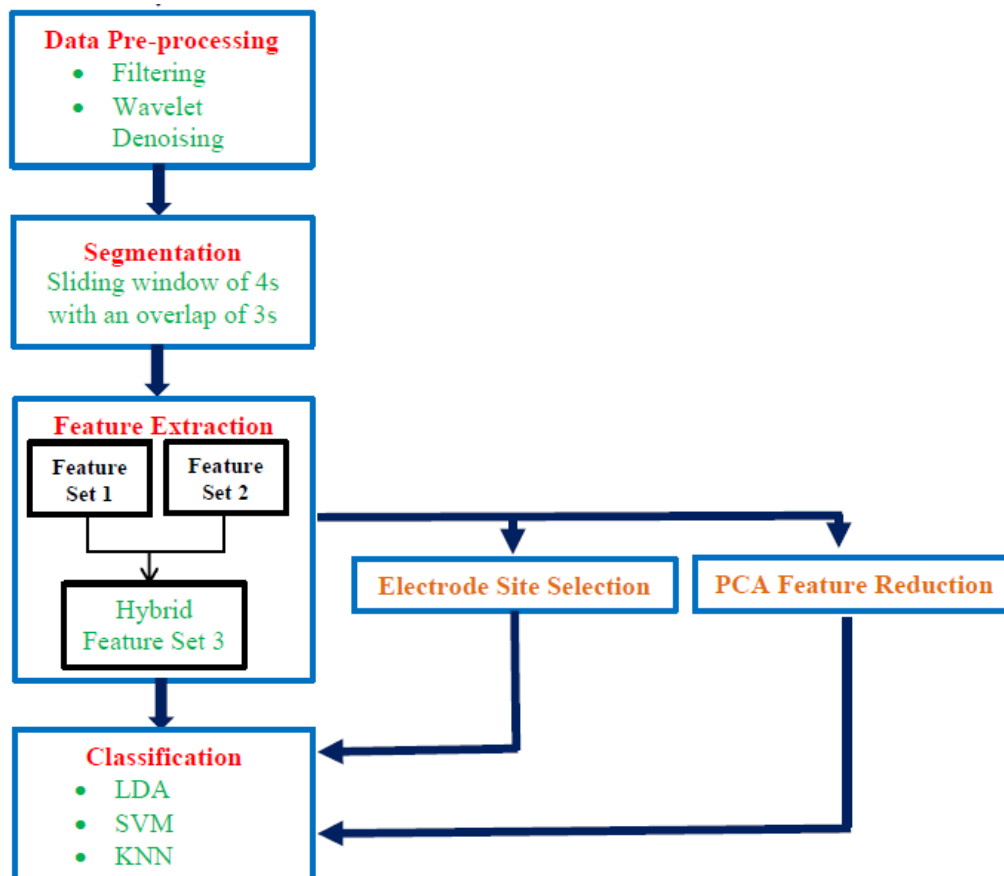 Data Pre-processing
• Filtering
• Wavelet
Denoising
Segmentation
Sliding window of 4s
with an overlap of 3s
Feature Extraction
Feature
Set 1
Feature
Set 2
Hybrid
Feature Set 3
Electrode Site Selection
PCA Feature Reduction
Classification
• LDA
• SVM
• KNN